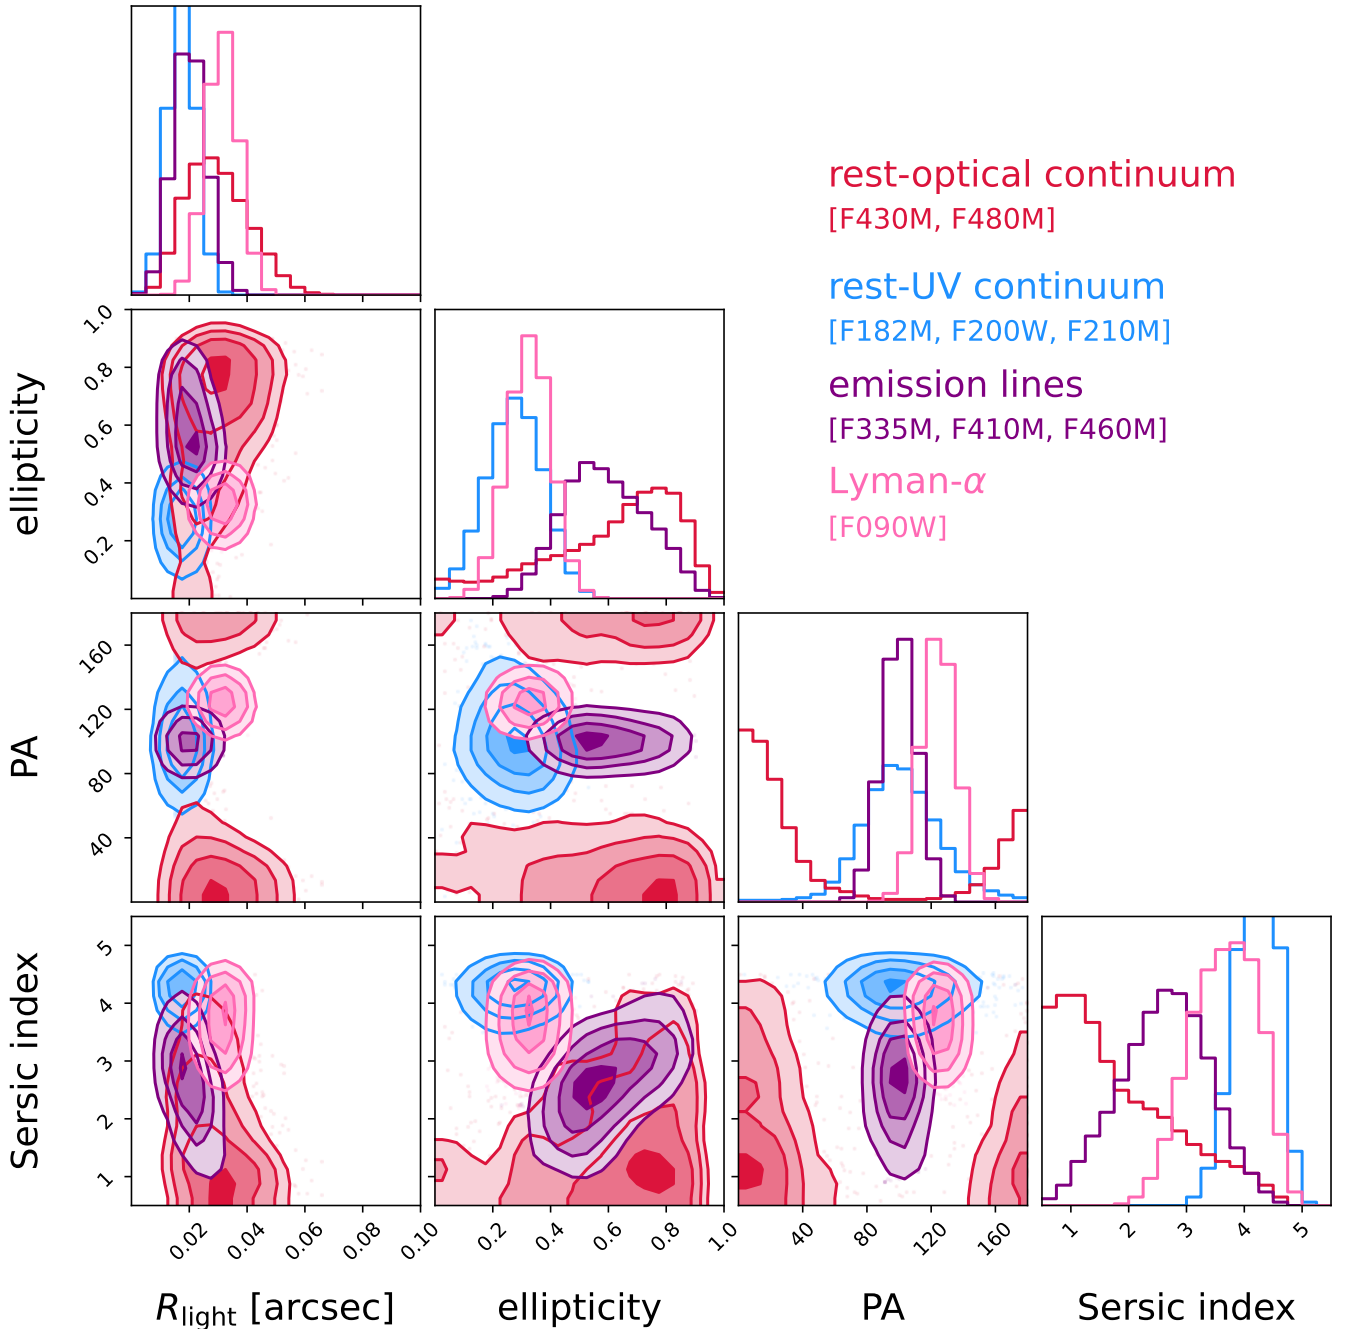 rest-optical continuum
[F430M, F480M]
rest-UV continuum
[F182M, F200W, F210M]
emission lines
[F335M, F410M, F460M]
Lyman-α
[F090W]
1.0
0.8
0.6
0.4
0.2
ellipticity
160
120
80
40
PA
5
4
3
2
1
Sersic index
0.02 0.04 0.06 0.08 0.10
0.2 0.4 0.6 0.8 1.0
40 80 120 160
1 2 3 4 5
R_light [arcsec] ellipticity PA Sersic index